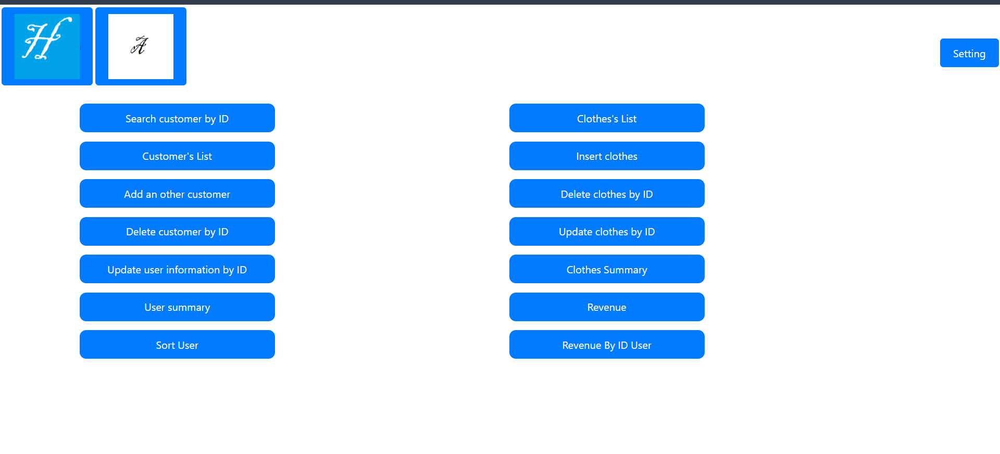 H
A
Setting
Search customer by ID
Customer's List
Add an other customer
Delete customer by ID
Update user information by ID
User summary
Sort User
Clothes's List
Insert clothes
Delete clothes by ID
Update clothes by ID
Clothes Summary
Revenue
Revenue By ID User